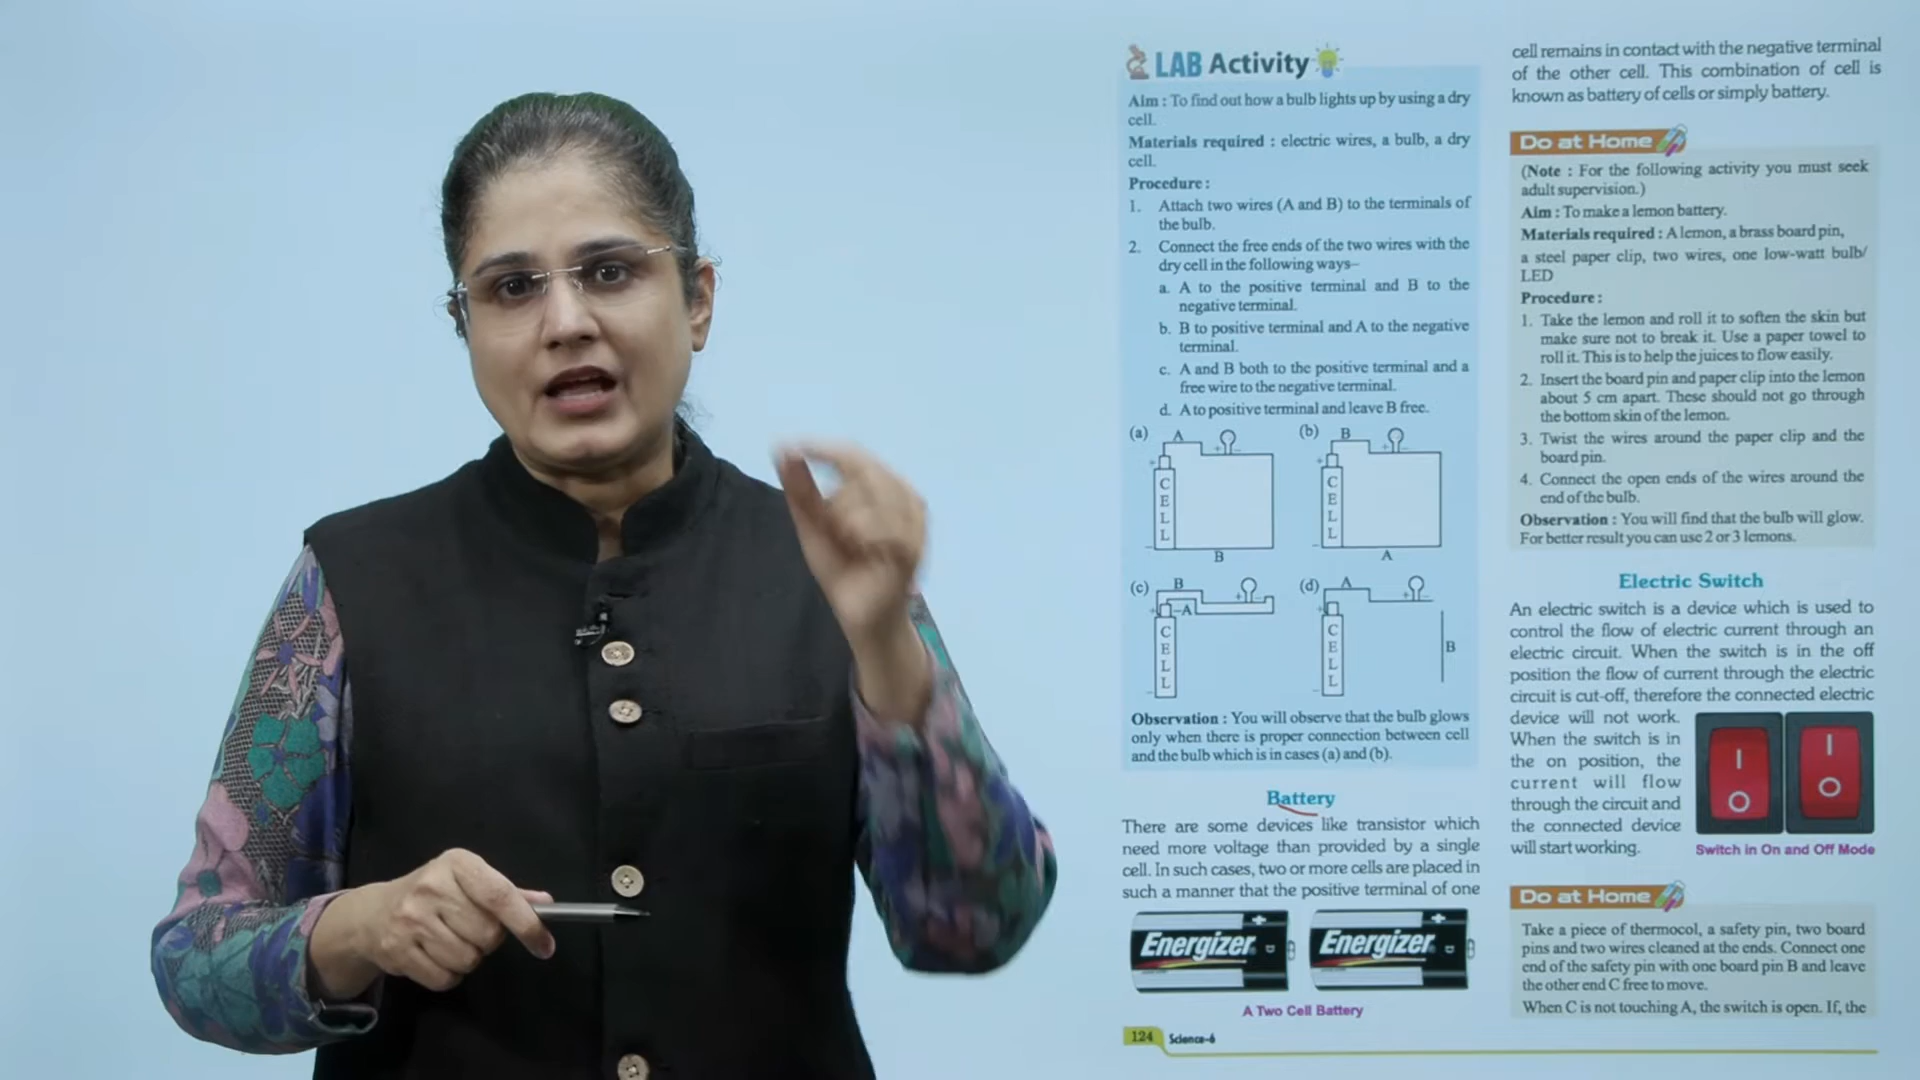 LAB Activity
Aim : To find out how a bulb lights up by using a dry
cell.
Materials required : electric wires, a bulb, a dry
cell.
Procedure :
1. Attach two wires (A and B) to the terminals of
the bulb.
2. Connect the free ends of the two wires with the
dry cell in the following ways–
a. A to the positive terminal and B to the
negative terminal.
b. B to positive terminal and A to the negative
terminal.
c. A and B both to the positive terminal and a
free wire to the negative terminal.
d. A to positive terminal and leave B free.
(a) A + –
+ CELL –
B
(b) B + –
+ CELL –
A
(c) B + –
+ –A
CELL –
(d) A + –
+ CELL –
B
Observation : You will observe that the bulb glows
only when there is proper connection between cell
and the bulb which is in cases (a) and (b).
Battery
There are some devices like transistor which
need more voltage than provided by a single
cell. In such cases, two or more cells are placed in
such a manner that the positive terminal of one
Energizer + Energizer +
A Two Cell Battery
124 Science-6
cell remains in contact with the negative terminal
of the other cell. This combination of cell is
known as battery of cells or simply battery.
Do at Home
(Note : For the following activity you must seek
adult supervision.)
Aim : To make a lemon battery.
Materials required : A lemon, a brass board pin,
a steel paper clip, two wires, one low-watt bulb/
LED
Procedure :
1. Take the lemon and roll it to soften the skin but
make sure not to break it. Use a paper towel to
roll it. This is to help the juices to flow easily.
2. Insert the board pin and paper clip into the lemon
about 5 cm apart. These should not go through
the bottom skin of the lemon.
3. Twist the wires around the paper clip and the
board pin.
4. Connect the open ends of the wires around the
end of the bulb.
Observation : You will find that the bulb will glow.
For better result you can use 2 or 3 lemons.
Electric Switch
An electric switch is a device which is used to
control the flow of electric current through an
electric circuit. When the switch is in the off
position the flow of current through the electric
circuit is cut-off, therefore the connected electric
device will not work.
When the switch is in
the on position, the
current will flow
through the circuit and
the connected device
will start working.
Switch in On and Off Mode
Do at Home
Take a piece of thermocol, a safety pin, two board
pins and two wires cleaned at the ends. Connect one
end of the safety pin with one board pin B and leave
the other end C free to move.
When C is not touching A, the switch is open. If, the